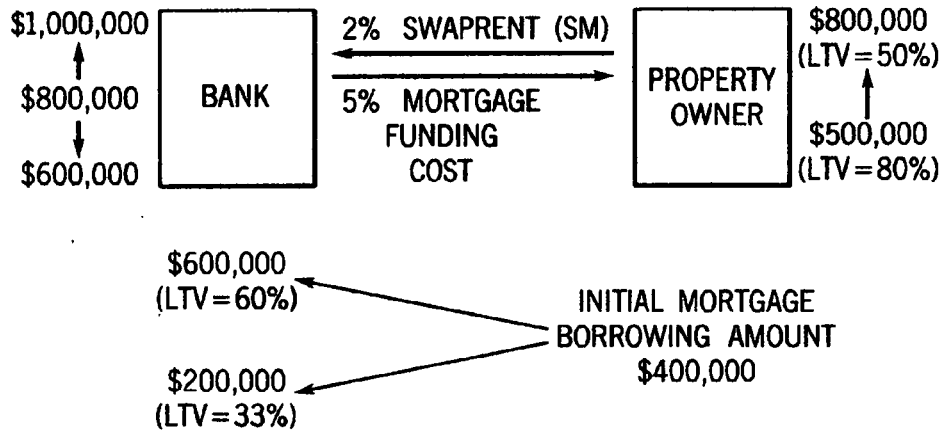 $1,000,000
$800,000
$600,000
BANK
2% SWAPRENT (SM)
5% MORTGAGE
FUNDING
COST
PROPERTY
OWNER
$800,000
(LTV=50%)
$500,000
(LTV=80%)
$600,000
(LTV=60%)
$200,000
(LTV=33%)
INITIAL MORTGAGE
BORROWING AMOUNT
$400,000